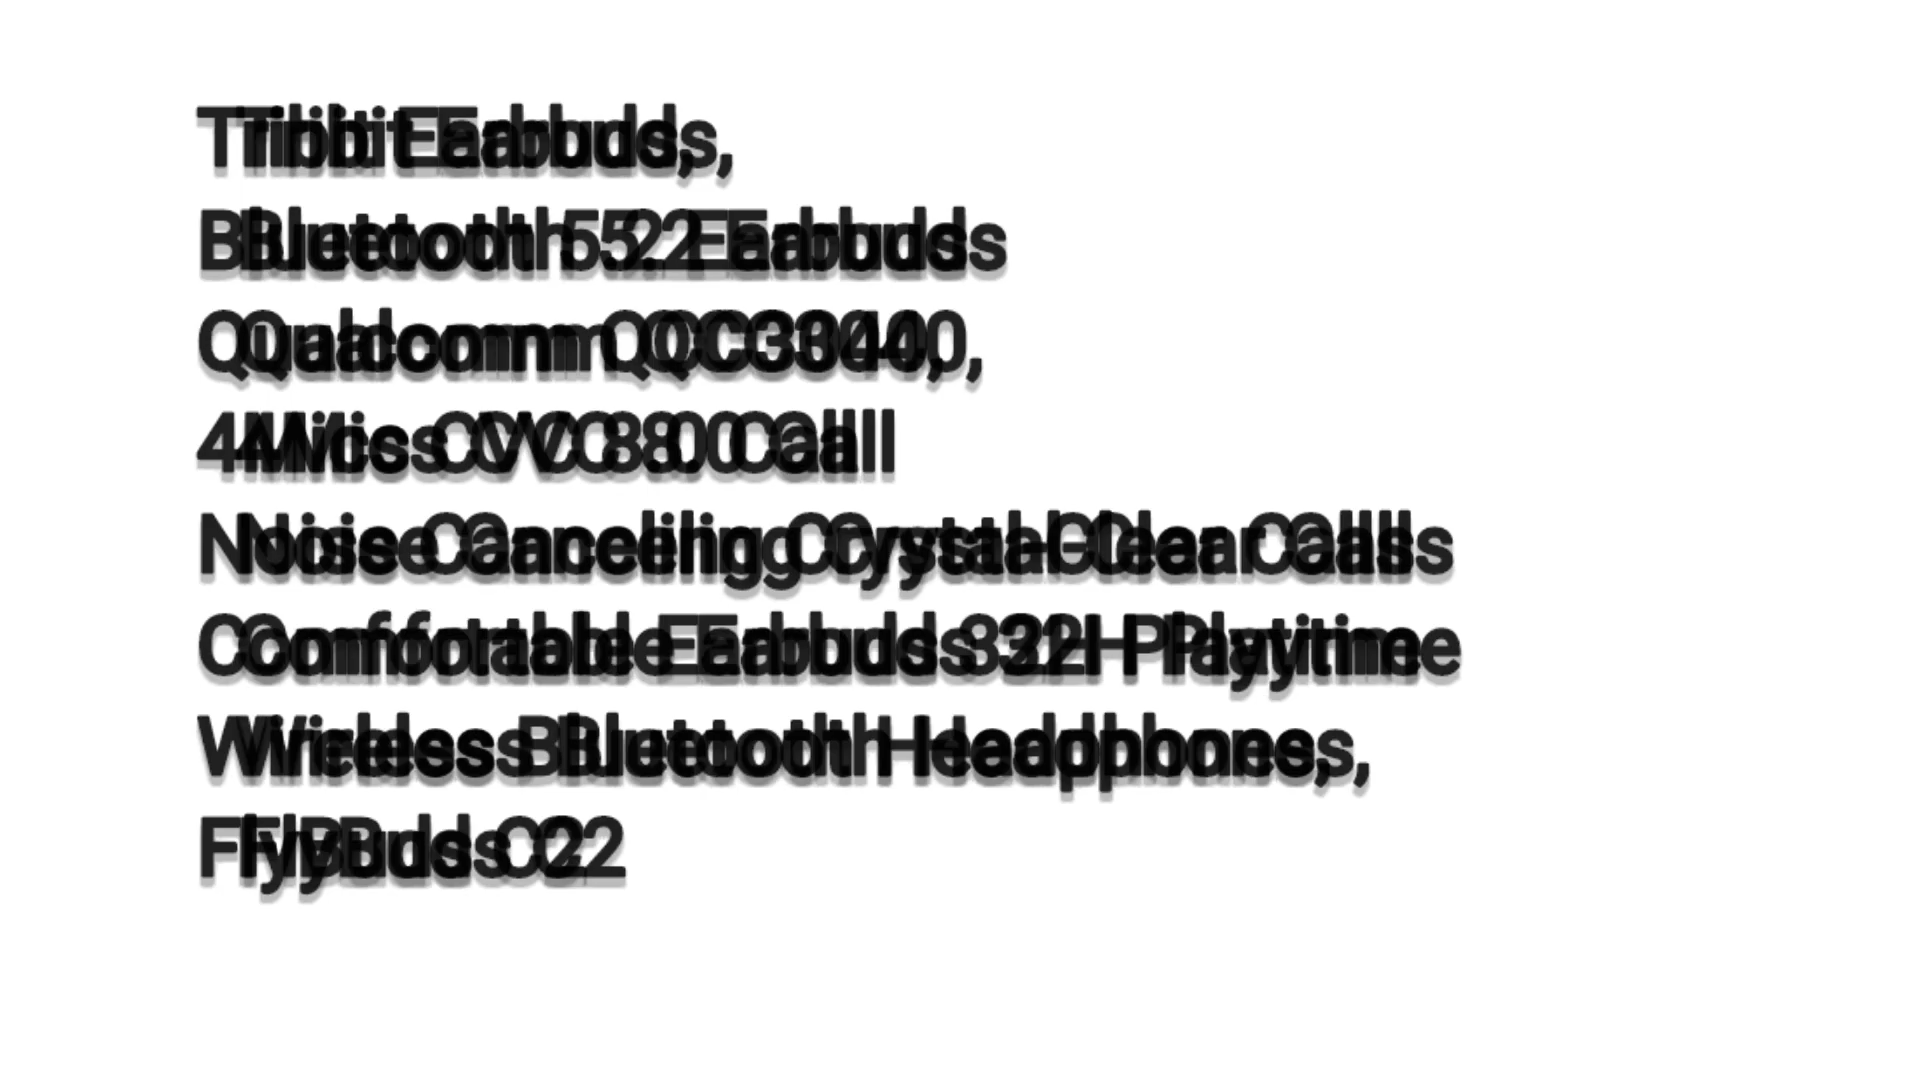 Tribit Earbuds,
Bluetooth 5.2 Earbuds
Qualcomm QCC3040,
4 Mics CVC 8.0 Call
Noise Canceling Crystal-Clear Calls
Comfortable Earbuds 32H Playtime
Wireless Bluetooth Headphones,
FlyBuds C2